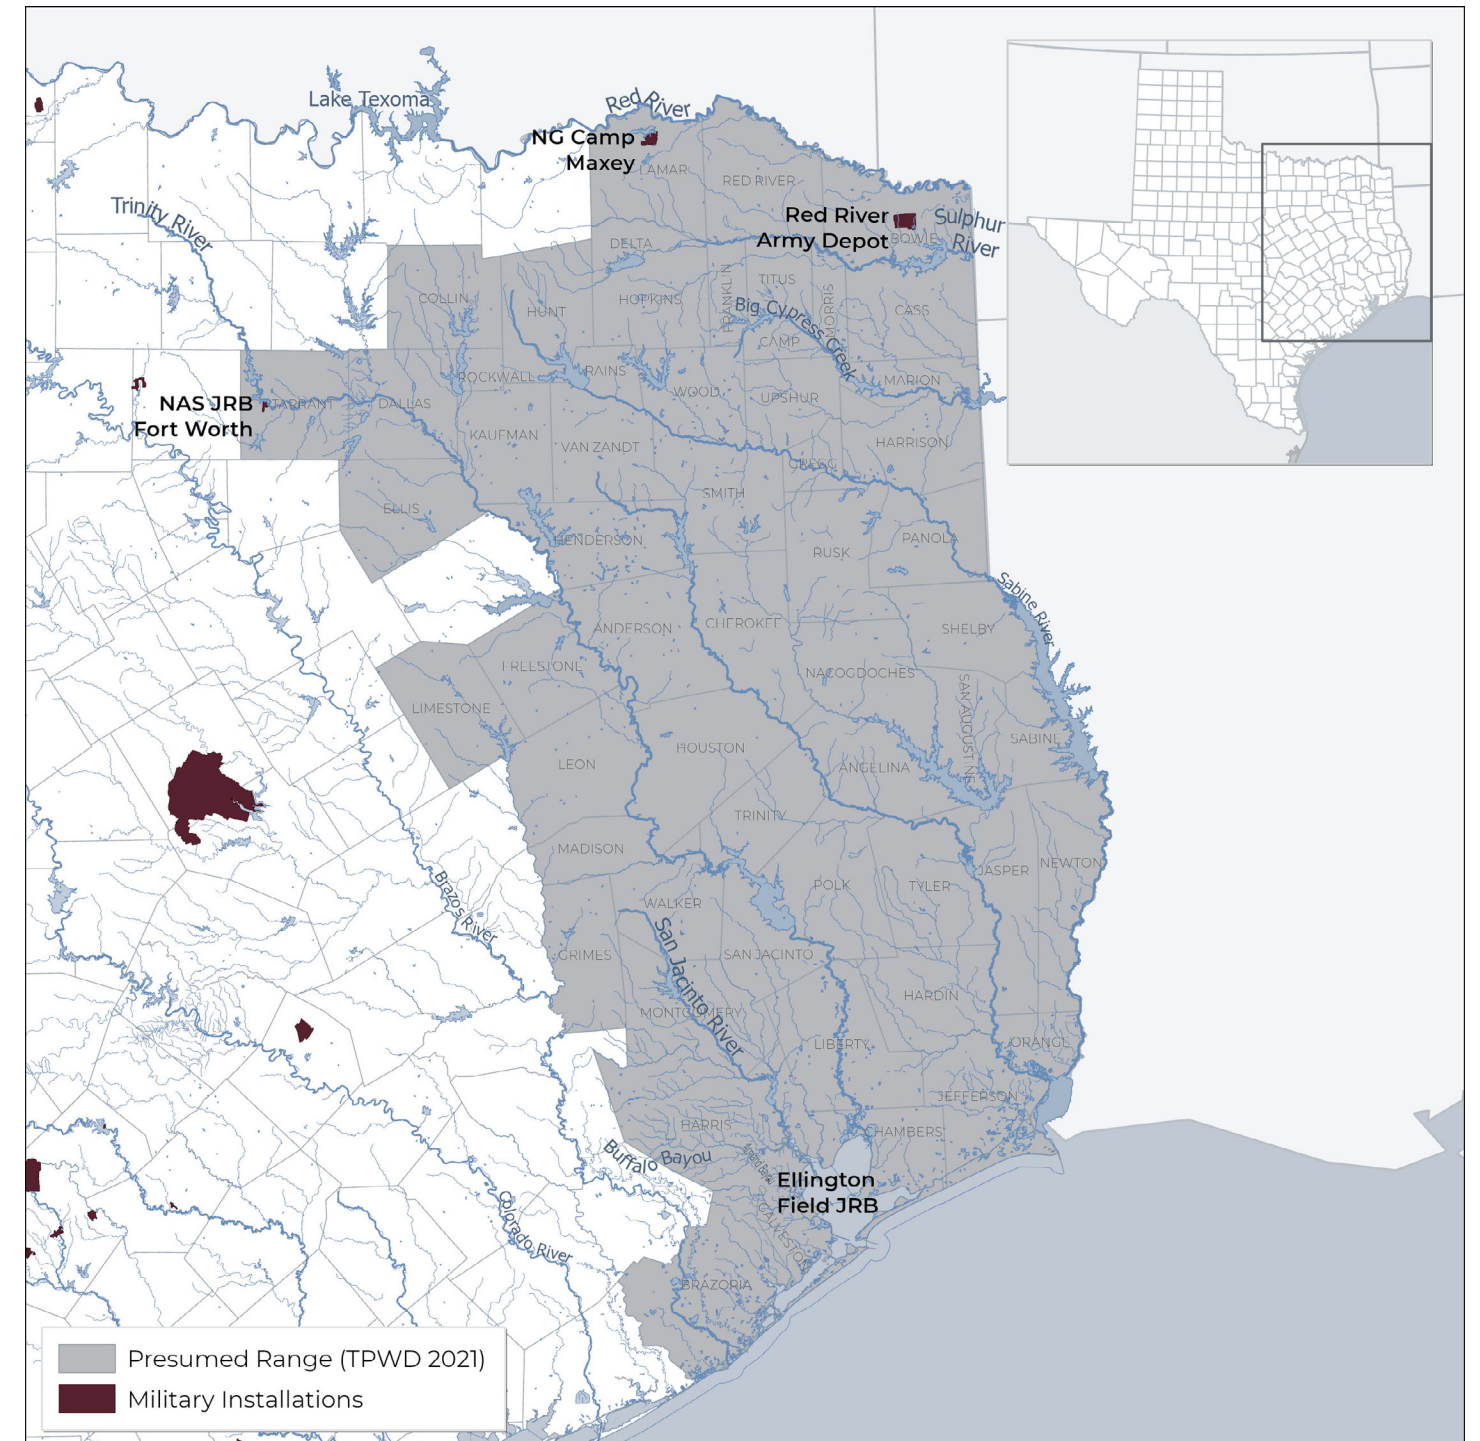 Lake Texoma
Red River
NG Camp
Maxey
LAMAR
RED RIVER
Trinity River
Red River
Army Depot
Sulphur
River
BOWIE
DELTA
TITUS
FRANKLIN
MORRIS
COLLIN
HUNT
HOPKINS
Big Cypress Creek
CASS
CAMP
ROCKWALL
RAINS
WOOD
MARION
UPSHUR
NAS JRB
Fort Worth
TARRANT
DALLAS
KAUFMAN
VAN ZANDT
HARRISON
GREGG
SMITH
ELLIS
HENDERSON
RUSK
PANOLA
Sabine River
ANDERSON
CHEROKEE
SHELBY
FREESTONE
NACOGDOCHES
SAN AUGUSTINE
LIMESTONE
SABINE
HOUSTON
LEON
ANGELINA
TRINITY
MADISON
JASPER
NEWTON
POLK
TYLER
Brazos River
WALKER
San Jacinto River
GRIMES
SAN JACINTO
HARDIN
MONTGOMERY
LIBERTY
ORANGE
JEFFERSON
HARRIS
CHAMBERS
Buffalo Bayou
Ellington
Field JRB
GALVESTON
Colorado River
BRAZORIA
Presumed Range (TPWD 2021)
Military Installations